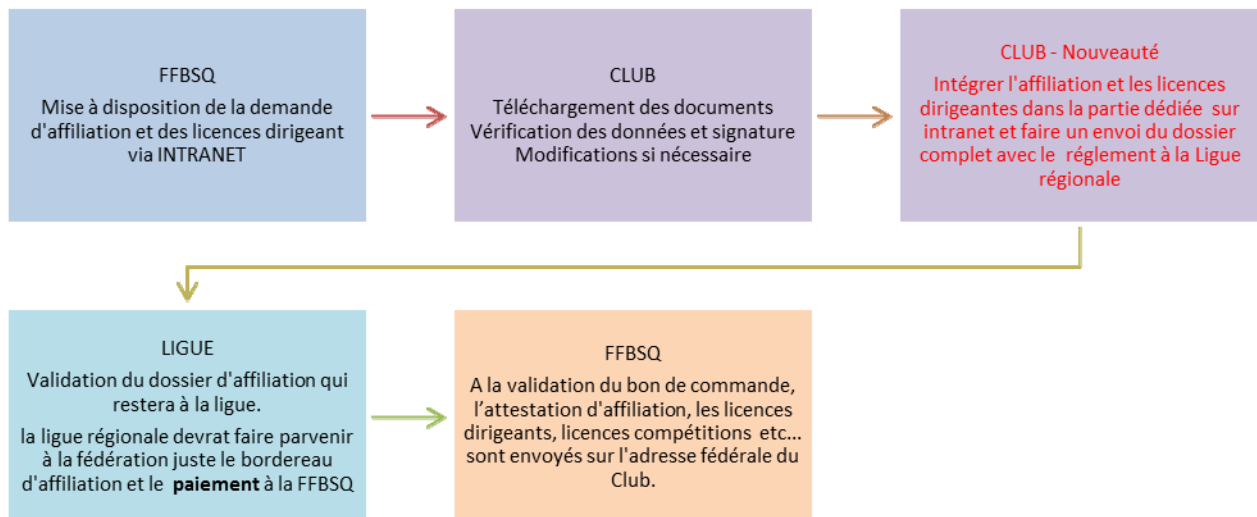 FFBSQ
Mise à disposition de la demande
d'affiliation et des licences dirigeant
via INTRANET
CLUB
Téléchargement des documents
Vérification des données et signature
Modifications si nécessaire
CLUB - Nouveauté
Intégrer l'affiliation et les licences
dirigeantes dans la partie dédiée sur
intranet et faire un envoi du dossier
complet avec le réglement à la Ligue
régionale
LIGUE
Validation du dossier d'affiliation qui
restera à la ligue.
la ligue régionale devrat faire parvenir
à la fédération juste le bordereau
d'affiliation et le paiement à la FFBSQ
FFBSQ
A la validation du bon de commande,
l’attestation d'affiliation, les licences
dirigeants, licences compétitions etc...
sont envoyés sur l'adresse fédérale du
Club.